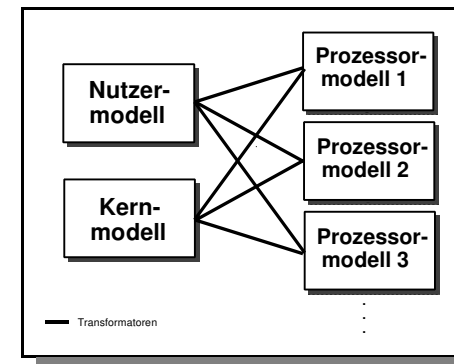 Nutzer-
modell
Kern-
modell
Prozessor-
modell 1
Prozessor-
modell 2
Prozessor-
modell 3
Transformatoren